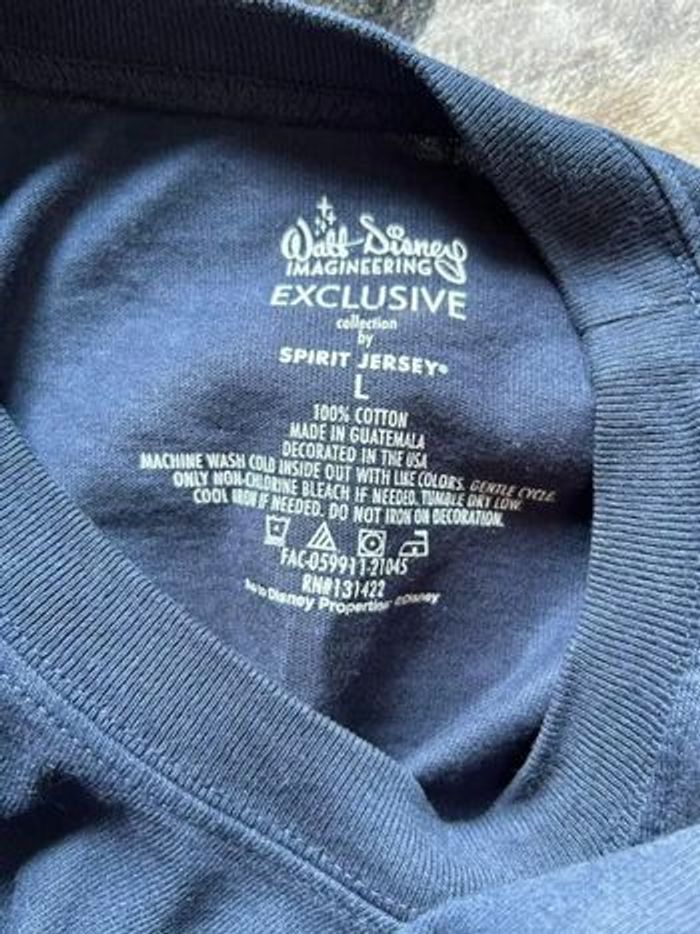 Walt Disney
IMAGINEERING
EXCLUSIVE
collection
by
SPIRIT JERSEY®
L
100% COTTON
MADE IN GUATEMALA
DECORATED IN THE USA
MACHINE WASH COLD INSIDE OUT WITH LIKE COLORS. GENTLE CYCLE.
ONLY NON-CHLORINE BLEACH IF NEEDED. TUMBLE DRY LOW.
COOL IRON IF NEEDED. DO NOT IRON ON DECORATION.
FAC-059911-21045
RN#131422
Disney Properties ©Disney